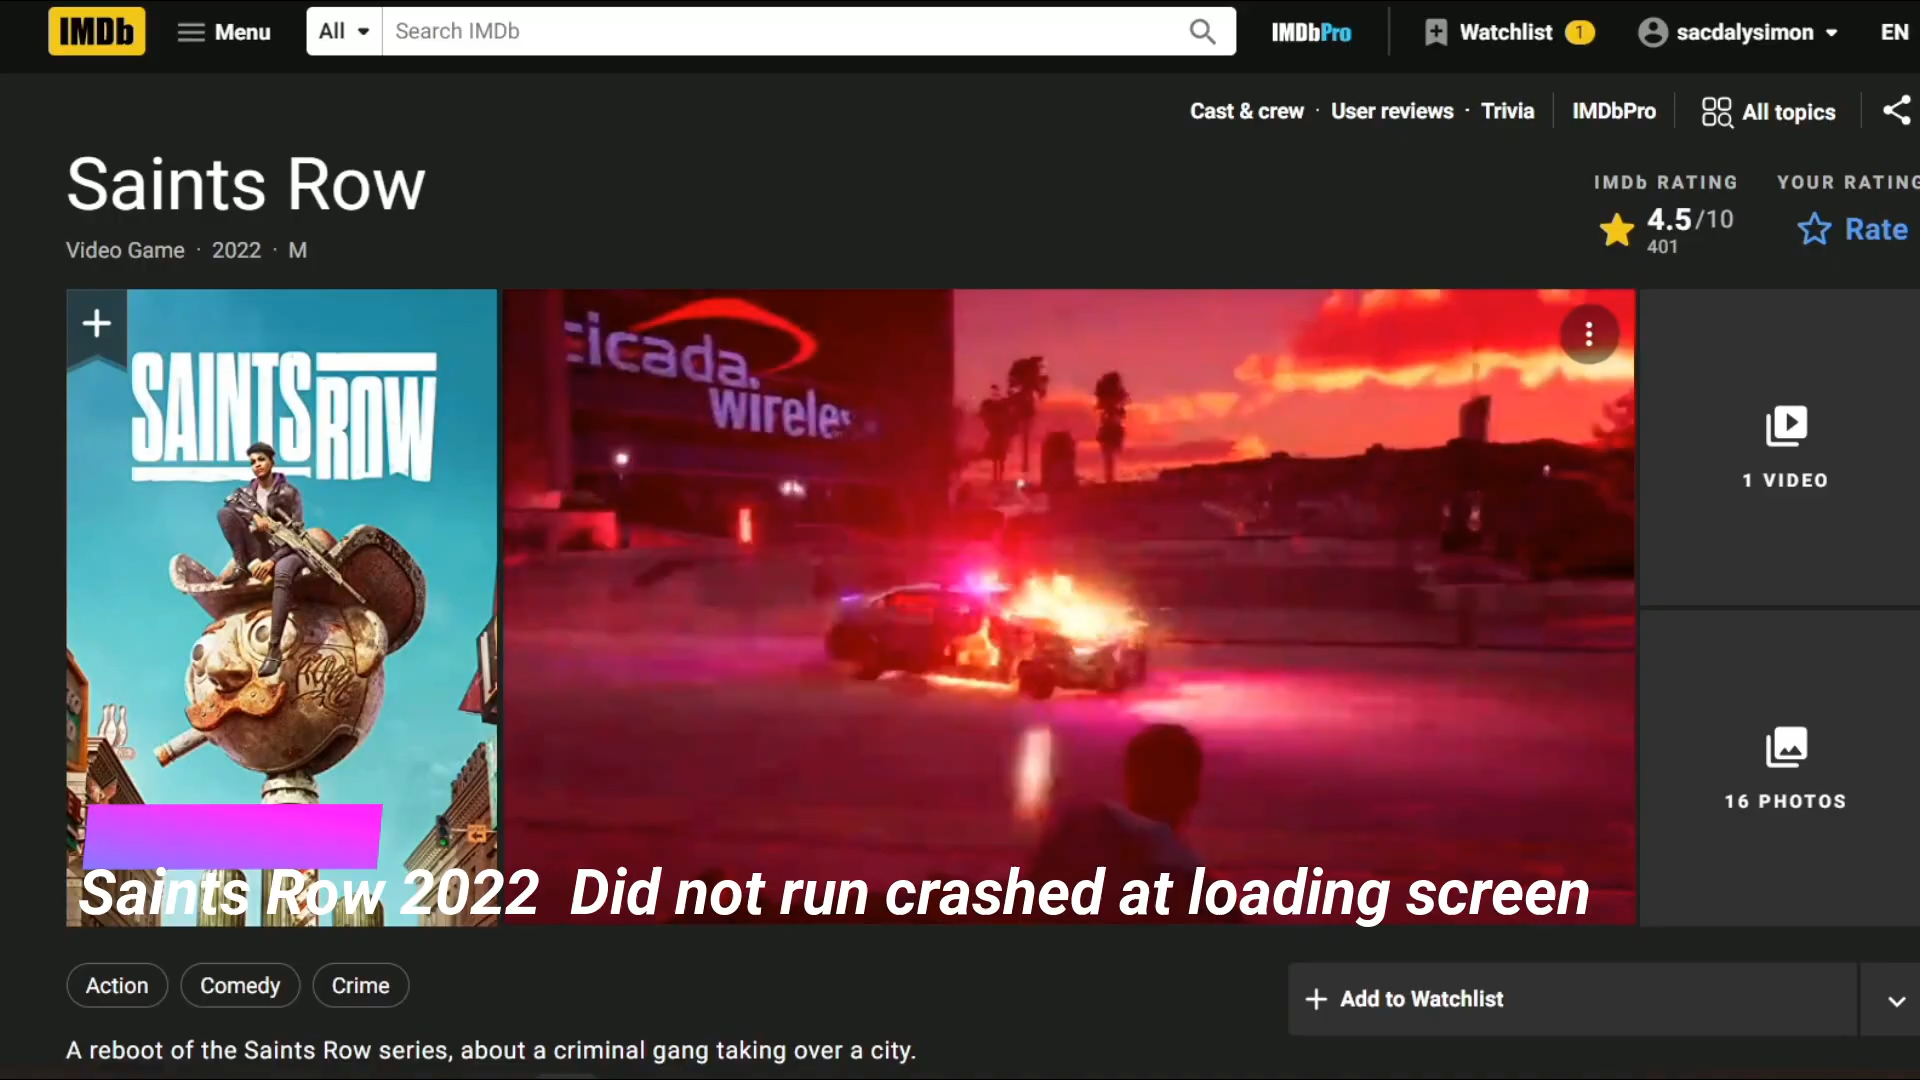 IMDb Menu All Search IMDb IMDbPro Watchlist 1 sacdalysimon EN
Cast & crew · User reviews · Trivia IMDbPro All topics
Saints Row
IMDb RATING YOUR RATING
4.5/10 Rate
401
Video Game · 2022 · M
SAINTS ROW
cicada.
wireless
1 VIDEO
16 PHOTOS
Saints Row 2022 Did not run crashed at loading screen
Action Comedy Crime
Add to Watchlist
A reboot of the Saints Row series, about a criminal gang taking over a city.